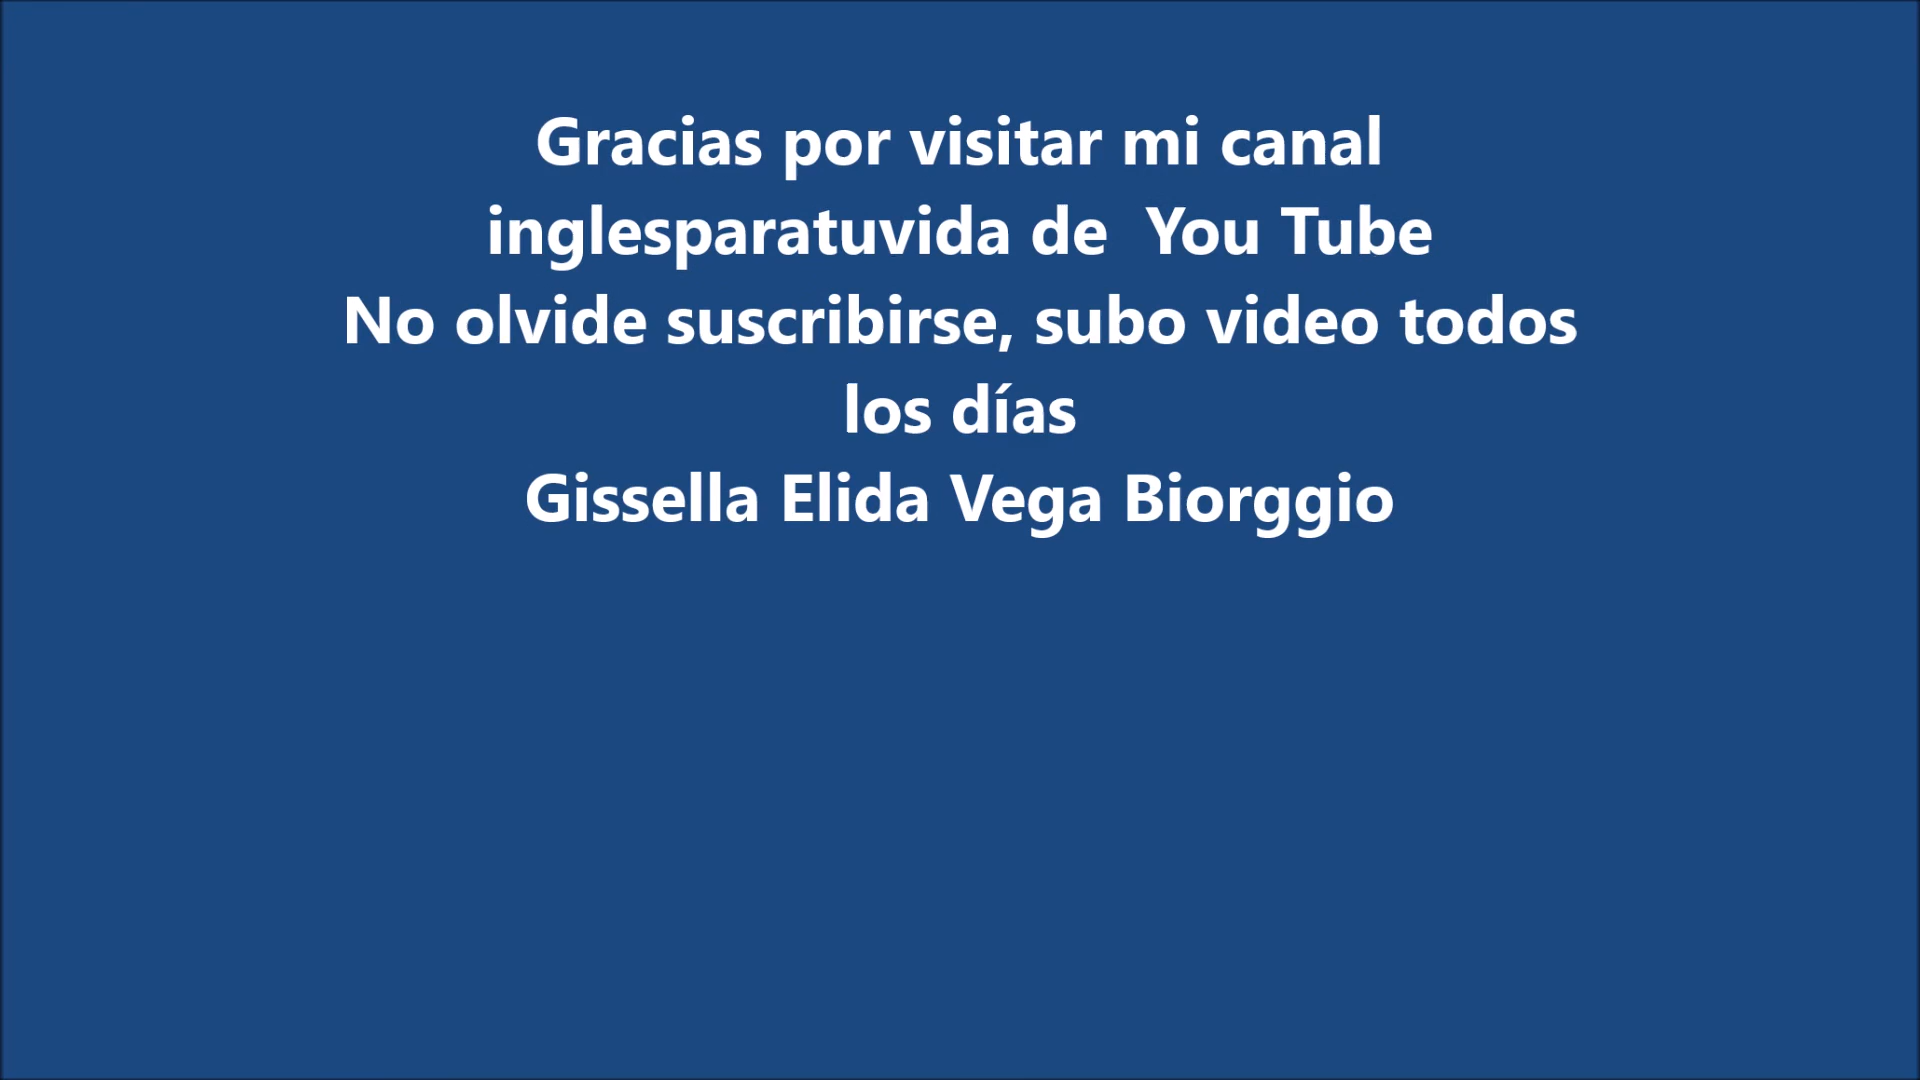 Gracias por visitar mi canal
inglesparatuvida de  You Tube
No olvide suscribirse, subo video todos
los días
Gissella Elida Vega Biorggio